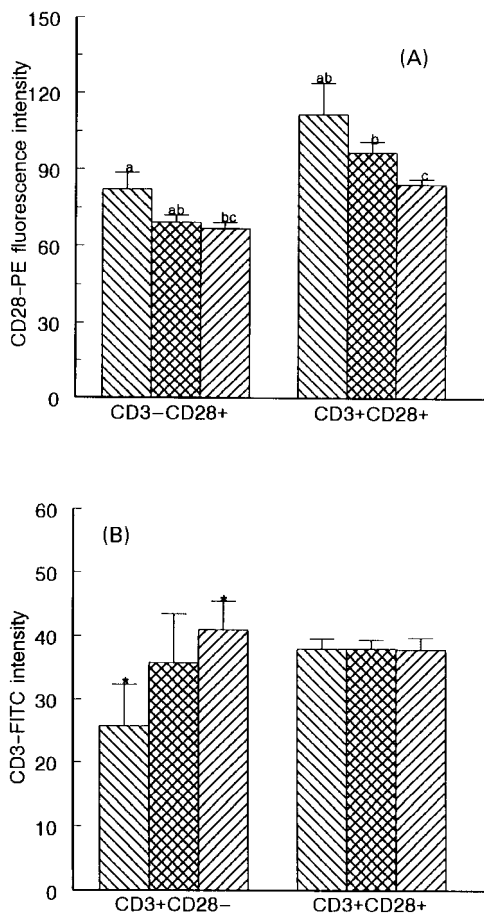 150
(A)
120
ab
a
b
90
c
ab
bc
60
30
0
CD28-PE fluorescence intensity
CD3-CD28+
CD3+CD28+
60
(B)
50
*
40
30
*
20
10
0
CD3-FITC intensity
CD3+CD28-
CD3+CD28+